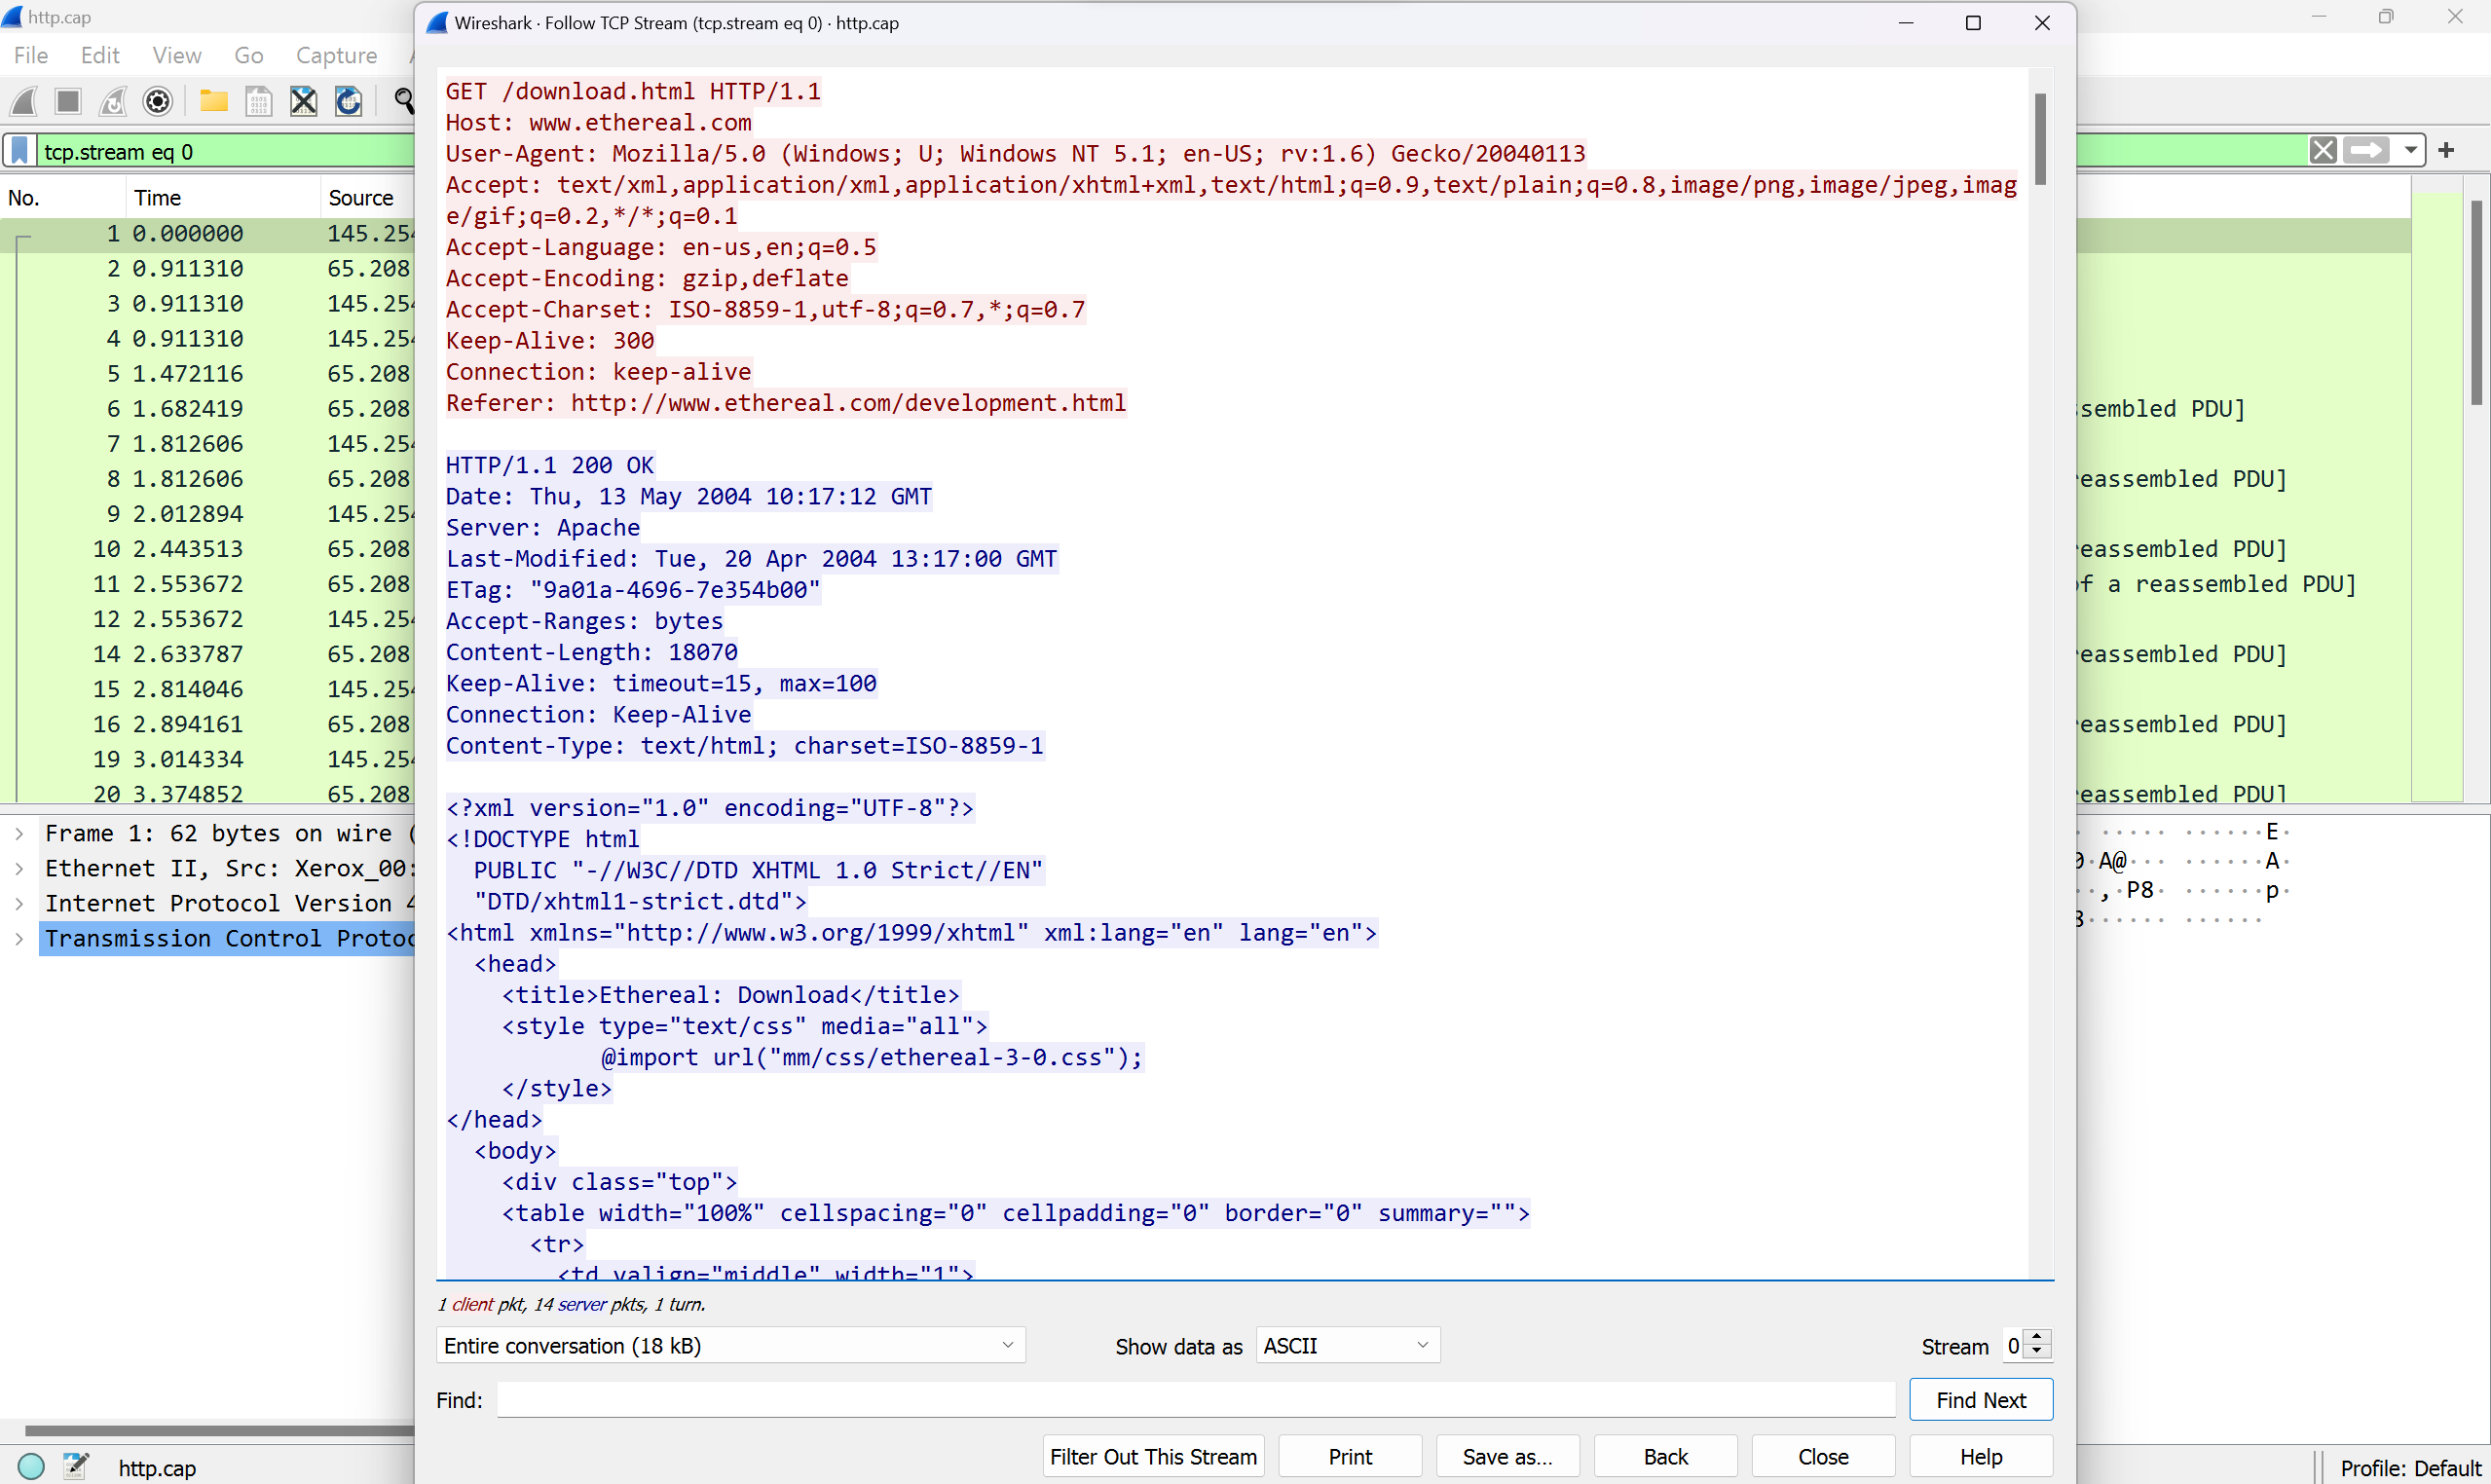 http.cap
File Edit View Go Capture
tcp.stream eq 0
No. Time Source
1 0.000000 145.254
2 0.911310 65.208
3 0.911310 145.254
4 0.911310 145.254
5 1.472116 65.208
6 1.682419 65.208
7 1.812606 145.254
8 1.812606 65.208
9 2.012894 145.254
10 2.443513 65.208
11 2.553672 65.208
12 2.553672 145.254
14 2.633787 65.208
15 2.814046 145.254
16 2.894161 65.208
19 3.014334 145.254
20 3.374852 65.208
Frame 1: 62 bytes on wire (
Ethernet II, Src: Xerox_00:
Internet Protocol Version 4
Transmission Control Protoc
http.cap
Wireshark · Follow TCP Stream (tcp.stream eq 0) · http.cap
GET /download.html HTTP/1.1
Host: www.ethereal.com
User-Agent: Mozilla/5.0 (Windows; U; Windows NT 5.1; en-US; rv:1.6) Gecko/20040113
Accept: text/xml,application/xml,application/xhtml+xml,text/html;q=0.9,text/plain;q=0.8,image/png,image/jpeg,imag
e/gif;q=0.2,*/*;q=0.1
Accept-Language: en-us,en;q=0.5
Accept-Encoding: gzip,deflate
Accept-Charset: ISO-8859-1,utf-8;q=0.7,*;q=0.7
Keep-Alive: 300
Connection: keep-alive
Referer: http://www.ethereal.com/development.html
HTTP/1.1 200 OK
Date: Thu, 13 May 2004 10:17:12 GMT
Server: Apache
Last-Modified: Tue, 20 Apr 2004 13:17:00 GMT
ETag: "9a01a-4696-7e354b00"
Accept-Ranges: bytes
Content-Length: 18070
Keep-Alive: timeout=15, max=100
Connection: Keep-Alive
Content-Type: text/html; charset=ISO-8859-1
<?xml version="1.0" encoding="UTF-8"?>
<!DOCTYPE html
PUBLIC "-//W3C//DTD XHTML 1.0 Strict//EN"
"DTD/xhtml1-strict.dtd">
<html xmlns="http://www.w3.org/1999/xhtml" xml:lang="en" lang="en">
<head>
<title>Ethereal: Download</title>
<style type="text/css" media="all">
@import url("mm/css/ethereal-3-0.css");
</style>
</head>
<body>
<div class="top">
<table width="100%" cellspacing="0" cellpadding="0" border="0" summary="">
<tr>
<td valign="middle" width="1">
1 client pkt, 14 server pkts, 1 turn.
Entire conversation (18 kB) Show data as ASCII Stream 0
Find: Find Next
Filter Out This Stream Print Save as... Back Close Help
sembled PDU]
eassembled PDU]
eassembled PDU]
f a reassembled PDU]
eassembled PDU]
eassembled PDU]
eassembled PDU]
· ····· ······E·
0·A@··· ······A·
··,·P8· ······p·
8······ ······
Profile: Default